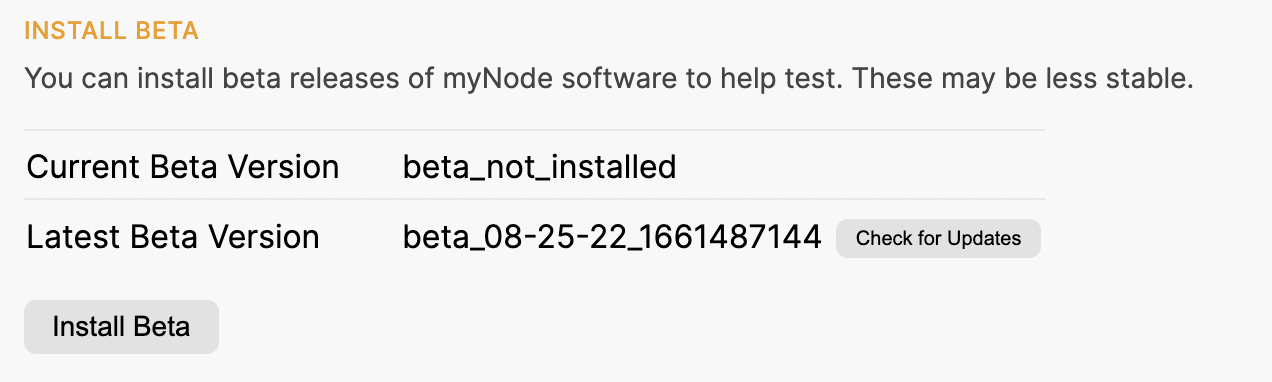 INSTALL BETA
You can install beta releases of myNode software to help test. These may be less stable.
Current Beta Version beta_not_installed
Latest Beta Version beta_08-25-22_1661487144 Check for Updates
Install Beta